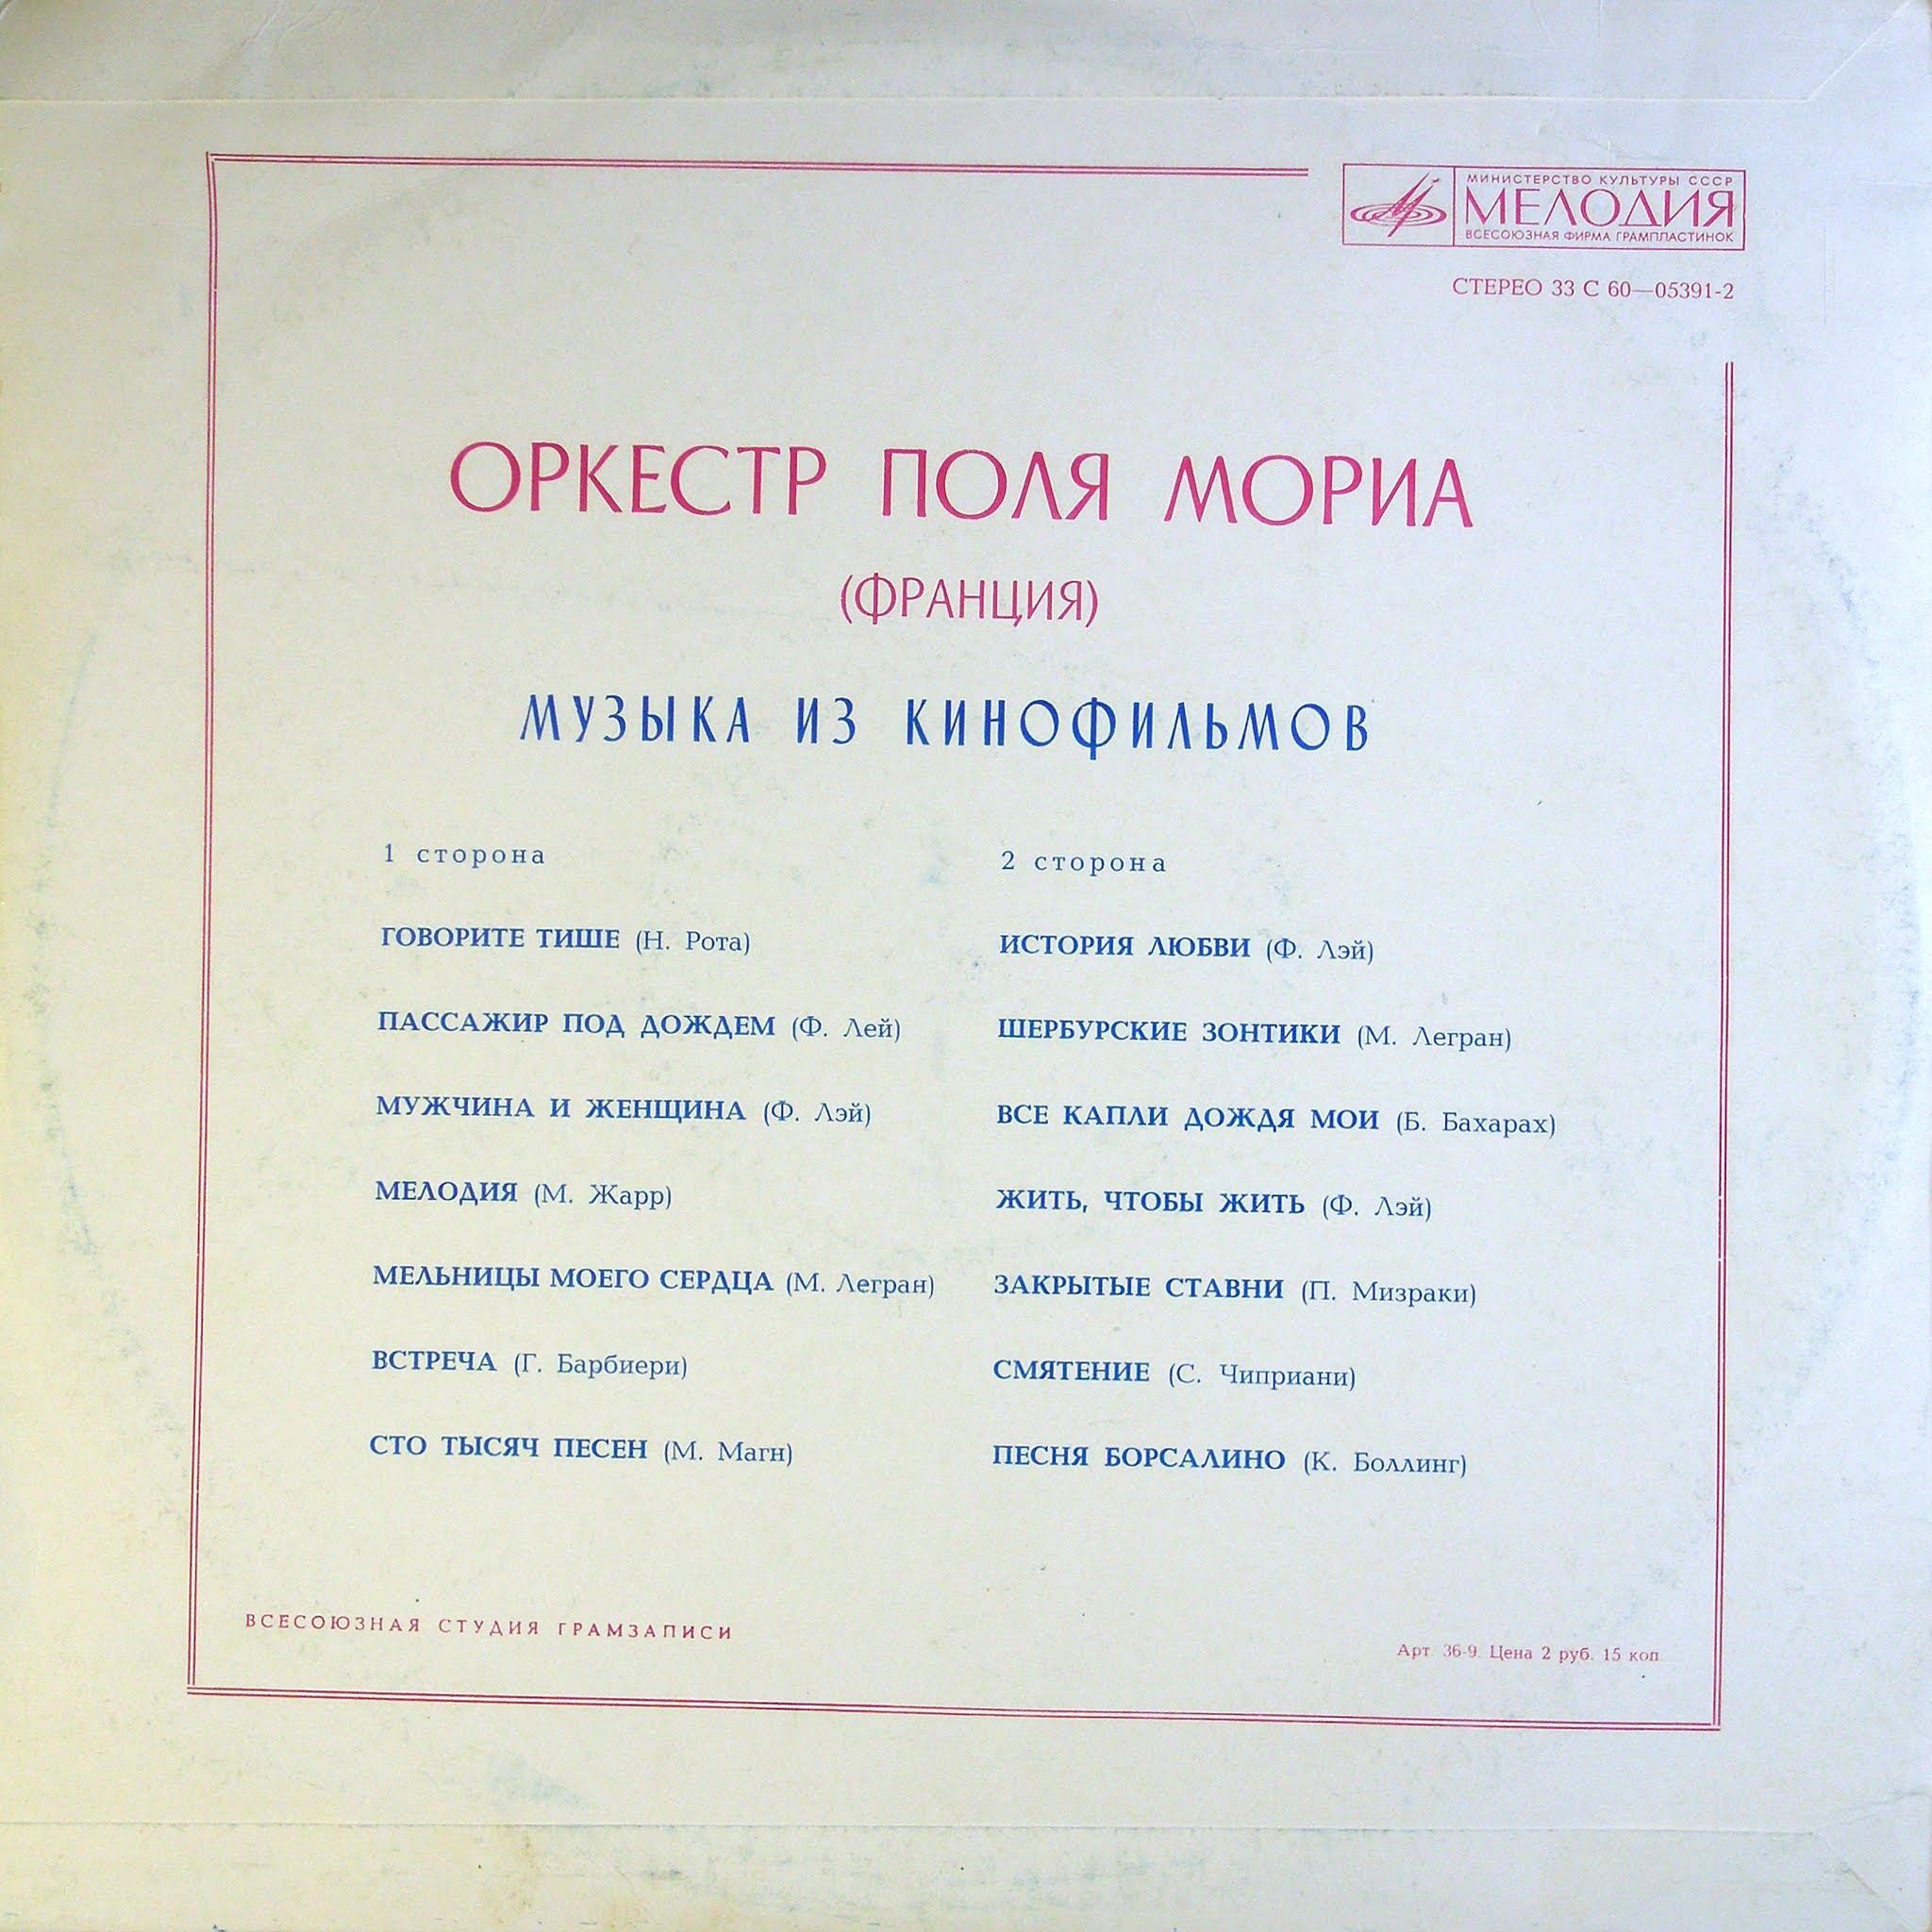 МИНИСТЕРСТВО КУЛЬТУРЫ СССР
МЕЛОДИЯ
ВСЕСОЮЗНАЯ ФИРМА ГРАМПЛАСТИНОК
СТЕРЕО 33 С 60—05391-2
ОРКЕСТР ПОЛЯ МОРИА
(ФРАНЦИЯ)
МУЗЫКА ИЗ КИНОФИЛЬМОВ
1 сторона
ГОВОРИТЕ ТИШЕ (Н. Рота)
ПАССАЖИР ПОД ДОЖДЕМ (Ф. Лей)
МУЖЧИНА И ЖЕНЩИНА (Ф. Лэй)
МЕЛОДИЯ (М. Жарр)
МЕЛЬНИЦЫ МОЕГО СЕРДЦА (М. Легран)
ВСТРЕЧА (Г. Барбиери)
СТО ТЫСЯЧ ПЕСЕН (М. Магн)
2 сторона
ИСТОРИЯ ЛЮБВИ (Ф. Лэй)
ШЕРБУРСКИЕ ЗОНТИКИ (М. Легран)
ВСЕ КАПЛИ ДОЖДЯ МОИ (Б. Бахарах)
ЖИТЬ, ЧТОБЫ ЖИТЬ (Ф. Лэй)
ЗАКРЫТЫЕ СТАВНИ (П. Мизраки)
СМЯТЕНИЕ (С. Чиприани)
ПЕСНЯ БОРСАЛИНО (К. Боллинг)
ВСЕСОЮЗНАЯ СТУДИЯ ГРАМЗАПИСИ
Арт. 36-9. Цена 2 руб. 15 коп.